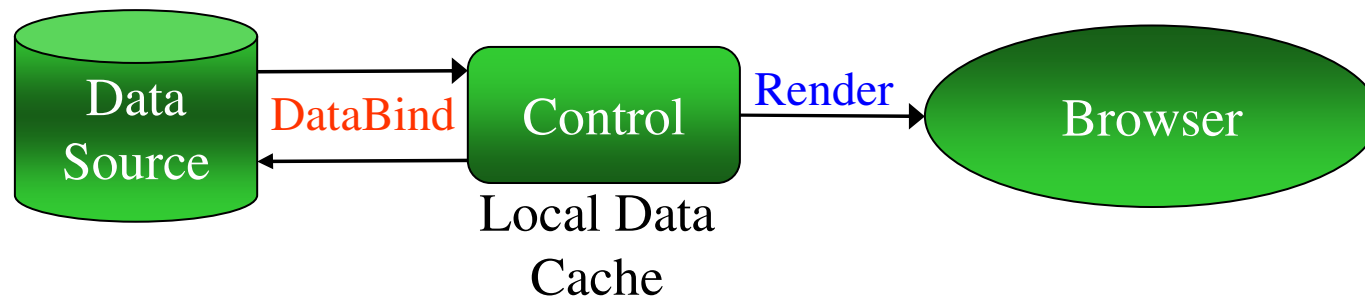 Data
Source
DataBind
Control
Local Data
Cache
Render
Browser